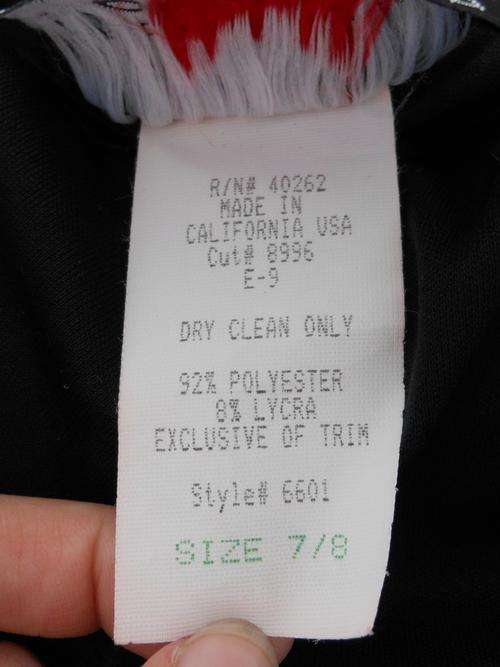 R/N# 40262
MADE IN
CALIFORNIA USA
Cut# 8996
E-9
DRY CLEAN ONLY
92% POLYESTER
8% LYCRA
EXCLUSIVE OF TRIM
Style# 6601
SIZE 7/8